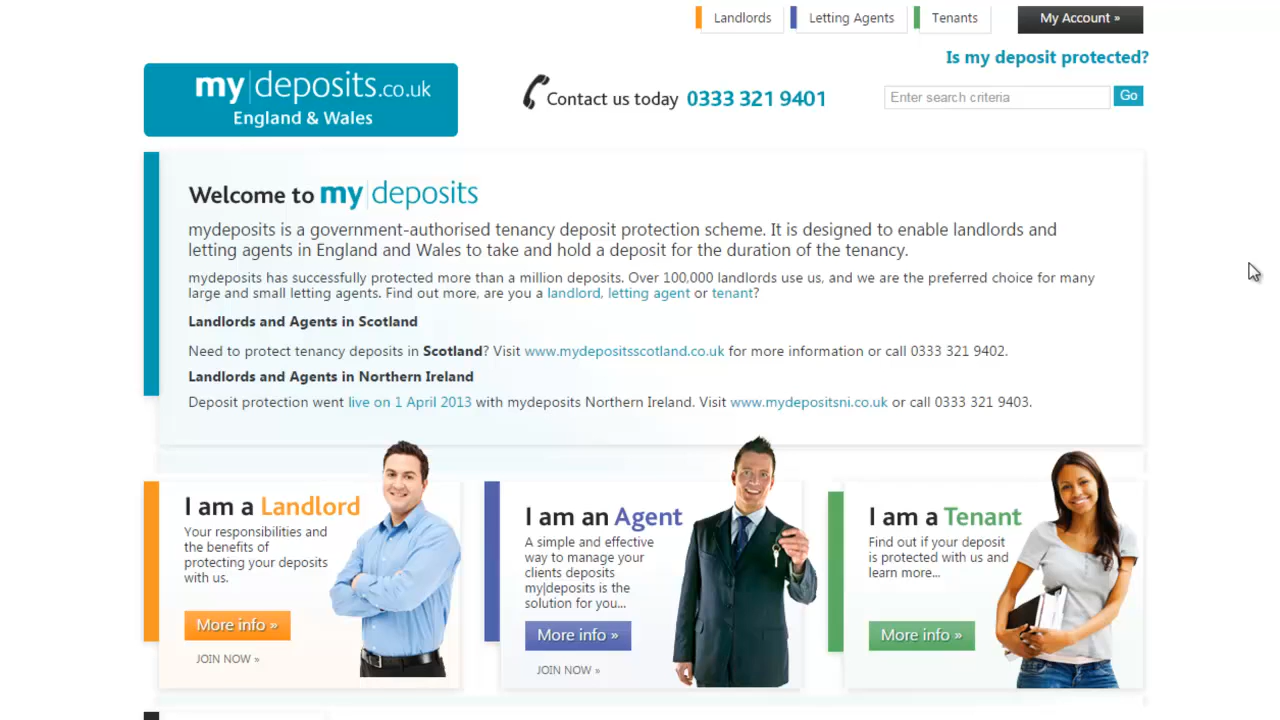 Landlords
Letting Agents
Tenants
My Account »
Is my deposit protected?
my|deposits.co.uk
England & Wales
Contact us today 0333 321 9401
Enter search criteria
Go
Welcome to my|deposits
mydeposits is a government-authorised tenancy deposit protection scheme. It is designed to enable landlords and
letting agents in England and Wales to take and hold a deposit for the duration of the tenancy.
mydeposits has successfully protected more than a million deposits. Over 100,000 landlords use us, and we are the preferred choice for many
large and small letting agents. Find out more, are you a landlord, letting agent or tenant?
Landlords and Agents in Scotland
Need to protect tenancy deposits in Scotland? Visit www.mydepositsscotland.co.uk for more information or call 0333 321 9402.
Landlords and Agents in Northern Ireland
Deposit protection went live on 1 April 2013 with mydeposits Northern Ireland. Visit www.mydepositsni.co.uk or call 0333 321 9403.
I am a Landlord
Your responsibilities and
the benefits of
protecting your deposits
with us.
More info »
JOIN NOW »
I am an Agent
A simple and effective
way to manage your
clients deposits
my|deposits is the
solution for you...
More info »
JOIN NOW »
I am a Tenant
Find out if your deposit
is protected with us and
learn more...
More info »